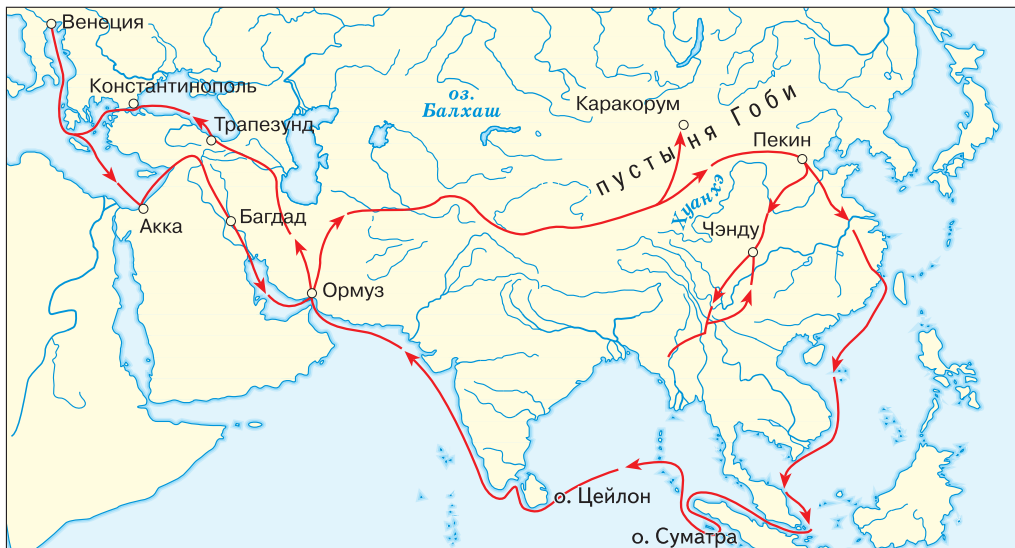 Венеция
Константинополь
Трапезунд
оз.
Балхаш
Каракорум
пустыня Гоби
Пекин
Акка
Багдад
Хуанхэ
Чэнду
Ормуз
о. Цейлон
о. Суматра